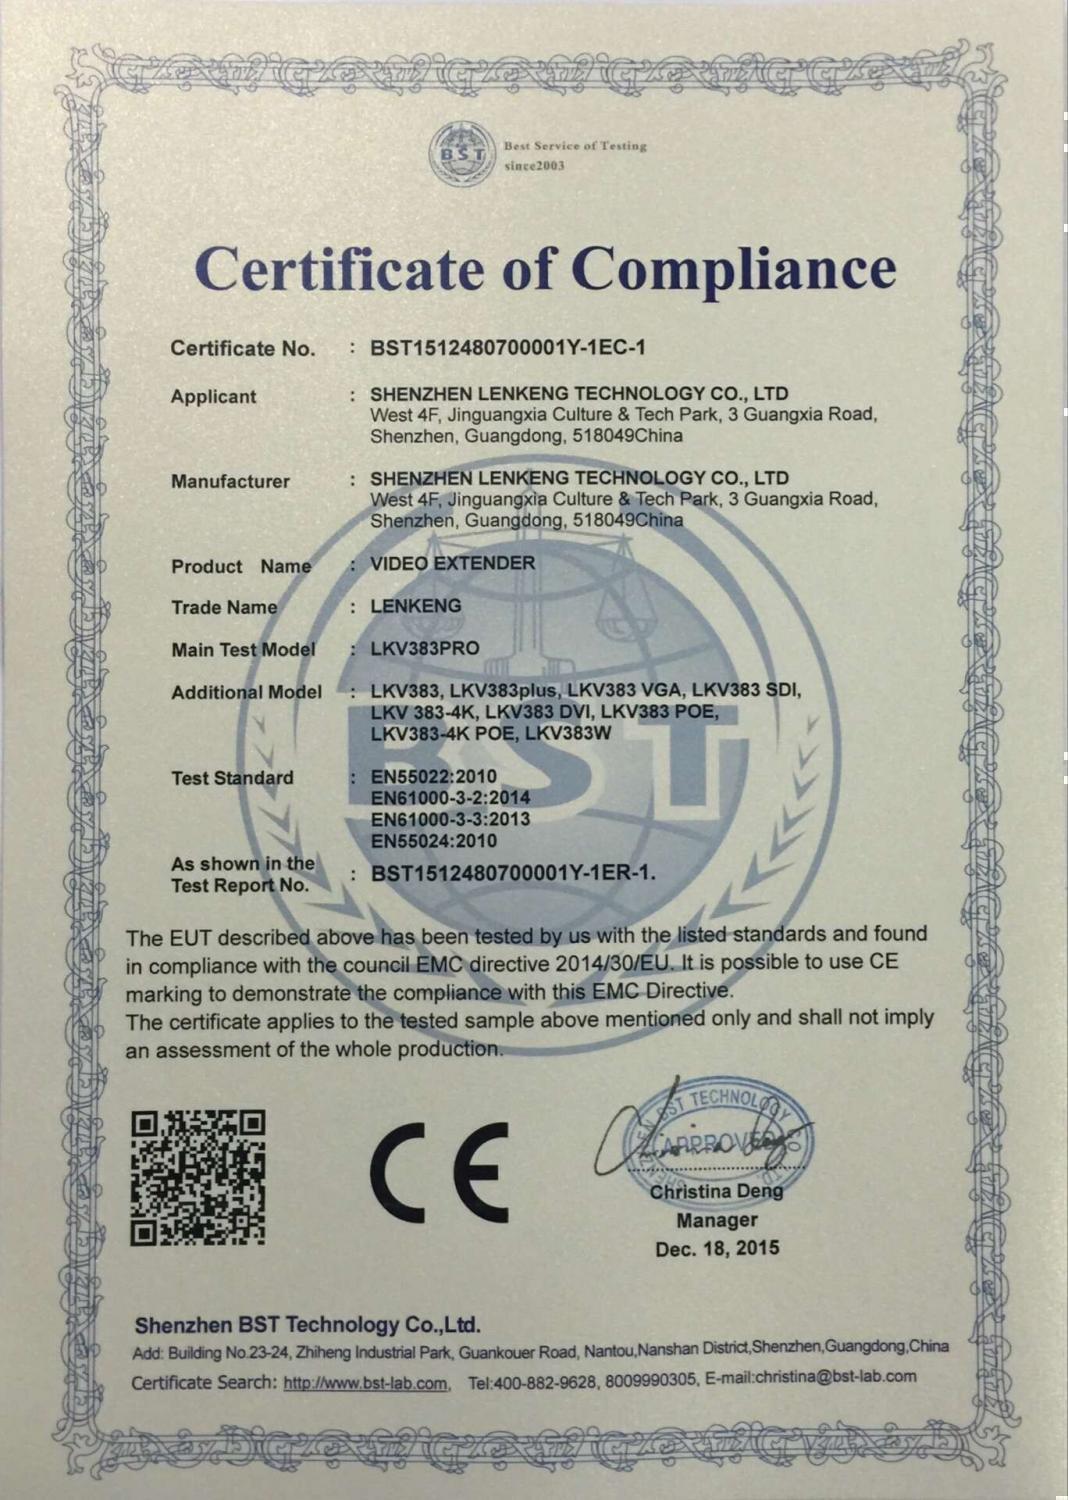 BST
Best Service of Testing
since2003
Certificate of Compliance
Certificate No. : BST1512480700001Y-1EC-1
Applicant : SHENZHEN LENKENG TECHNOLOGY CO., LTD
West 4F, Jinguangxia Culture & Tech Park, 3 Guangxia Road,
Shenzhen, Guangdong, 518049China
Manufacturer : SHENZHEN LENKENG TECHNOLOGY CO., LTD
West 4F, Jinguangxia Culture & Tech Park, 3 Guangxia Road,
Shenzhen, Guangdong, 518049China
Product Name : VIDEO EXTENDER
Trade Name : LENKENG
Main Test Model : LKV383PRO
Additional Model : LKV383, LKV383plus, LKV383 VGA, LKV383 SDI,
LKV 383-4K, LKV383 DVI, LKV383 POE,
LKV383-4K POE, LKV383W
BST
Test Standard : EN55022:2010
EN61000-3-2:2014
EN61000-3-3:2013
EN55024:2010
As shown in the
Test Report No. : BST1512480700001Y-1ER-1.
The EUT described above has been tested by us with the listed standards and found
in compliance with the council EMC directive 2014/30/EU. It is possible to use CE
marking to demonstrate the compliance with this EMC Directive.
The certificate applies to the tested sample above mentioned only and shall not imply
an assessment of the whole production.
CE
BST TECHNOLOGY
APPROVED
Christina Deng
Manager
Dec. 18, 2015
Shenzhen BST Technology Co.,Ltd.
Add: Building No.23-24, Zhiheng Industrial Park, Guankouer Road, Nantou,Nanshan District,Shenzhen,Guangdong,China
Certificate Search: http://www.bst-lab.com, Tel:400-882-9628, 8009990305, E-mail:christina@bst-lab.com